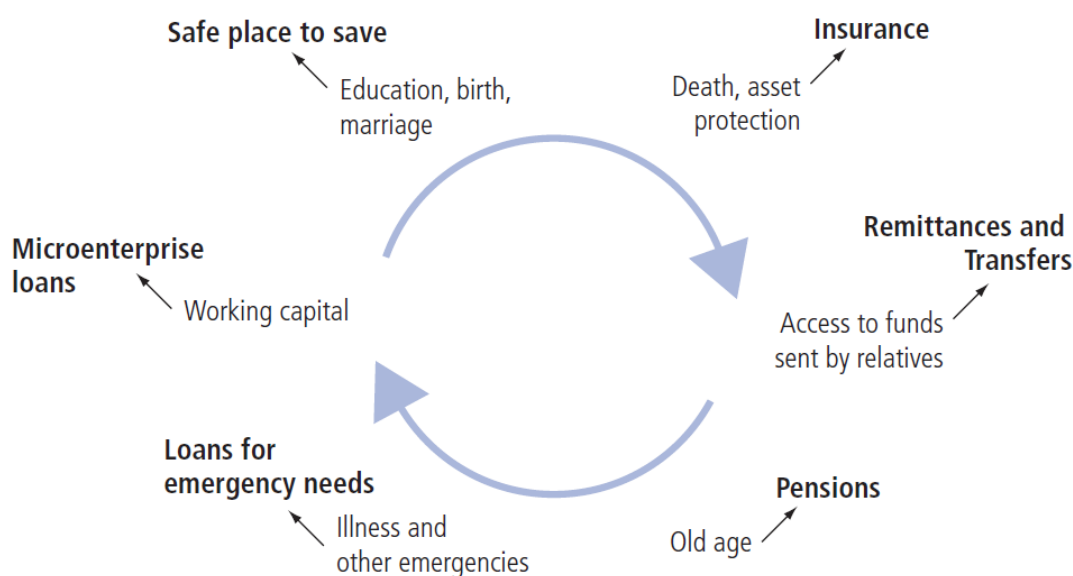 Safe place to save
Education, birth,
marriage
Insurance
Death, asset
protection
Remittances and
Transfers
Access to funds
sent by relatives
Pensions
Old age
Loans for
emergency needs
Illness and
other emergencies
Microenterprise
loans
Working capital